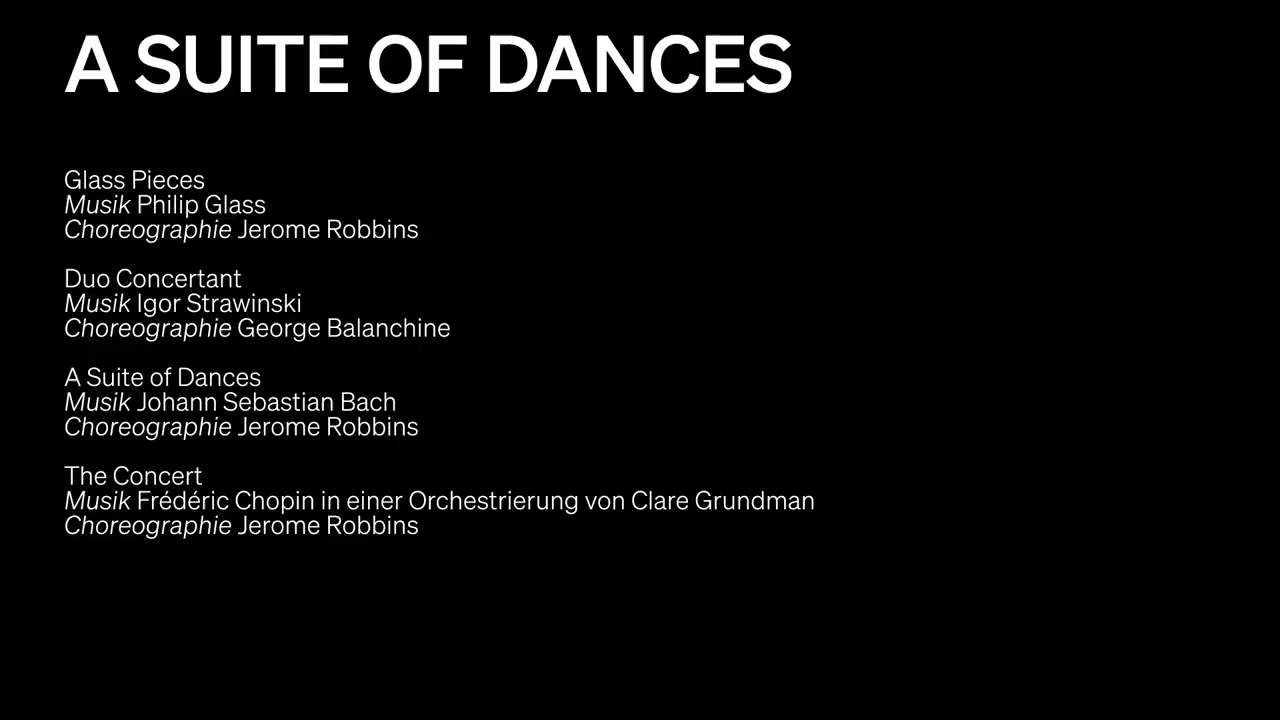 A SUITE OF DANCES
Glass Pieces
Musik Philip Glass
Choreographie Jerome Robbins
Duo Concertant
Musik Igor Strawinski
Choreographie George Balanchine
A Suite of Dances
Musik Johann Sebastian Bach
Choreographie Jerome Robbins
The Concert
Musik Frédéric Chopin in einer Orchestrierung von Clare Grundman
Choreographie Jerome Robbins